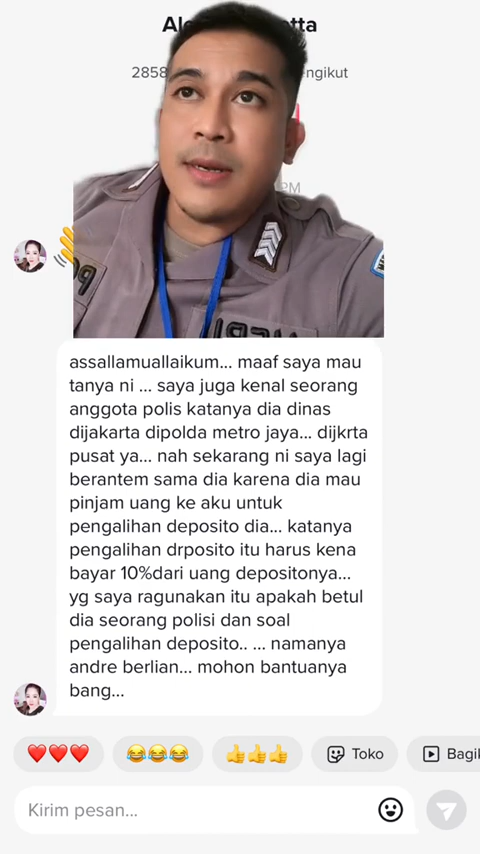 2858
ngikut
PM
assallamuallaikum... maaf saya mau
tanya ni ... saya juga kenal seorang
anggota polis katanya dia dinas
dijakarta dipolda metro jaya... dijkrta
pusat ya... nah sekarang ni saya lagi
berantem sama dia karena dia mau
pinjam uang ke aku untuk
pengalihan deposito dia... katanya
pengalihan drposito itu harus kena
bayar 10%dari uang depositonya...
yg saya ragunakan itu apakah betul
dia seorang polisi dan soal
pengalihan deposito.. ... namanya
andre berlian... mohon bantuanya
bang...
❤️❤️❤️ 😂😂😂 👍👍👍 Toko Bagi
Kirim pesan...